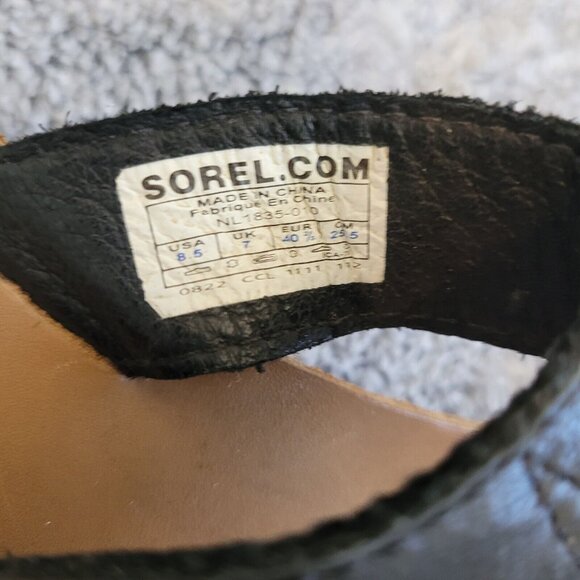 SOREL.COM
MADE IN CHINA
Fabriqué En Chine
NL1835-010
USA UK EUR CM
8.5 7 40 ½ 25.5
0822 CCL 1111 112